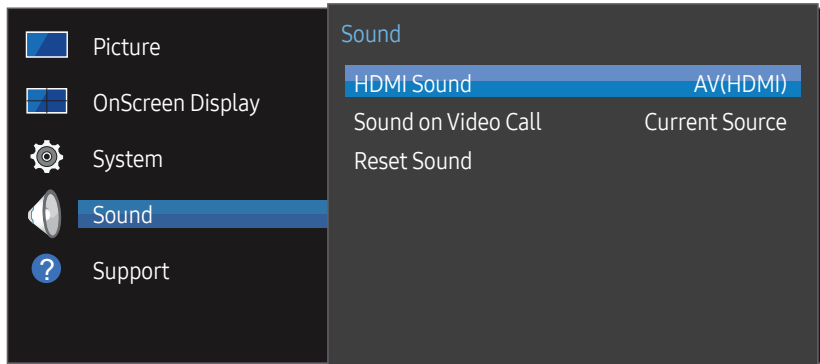 Picture
OnScreen Display
System
Sound
Support
Sound
HDMI Sound AV(HDMI)
Sound on Video Call Current Source
Reset Sound